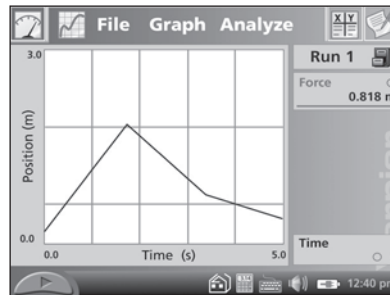 File Graph Analyze
X Y
Run 1
Force
0.818
3.0
Position (m)
0.0
0.0 Time (s) 5.0
Time
12:40 pm